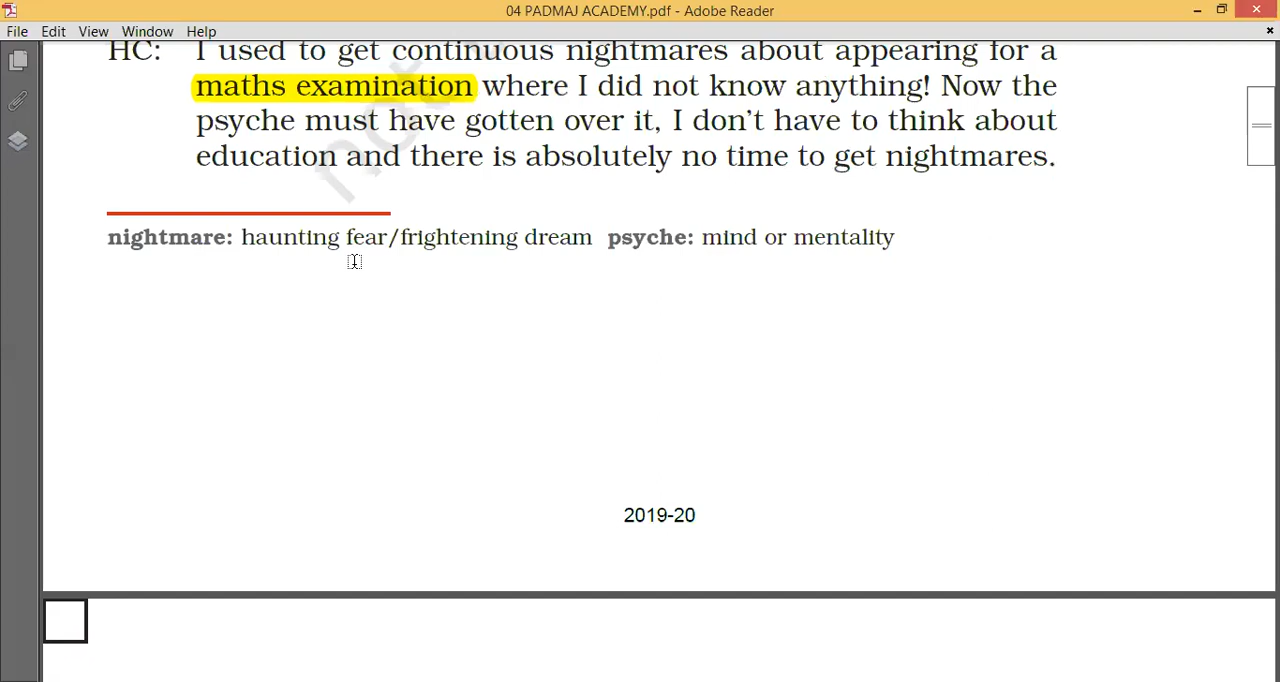 04 PADMAJ ACADEMY.pdf - Adobe Reader
File Edit View Window Help
HC: I used to get continuous nightmares about appearing for a
maths examination where I did not know anything! Now the
psyche must have gotten over it, I don’t have to think about
education and there is absolutely no time to get nightmares.
not
nightmare: haunting fear/frightening dream psyche: mind or mentality
2019-20